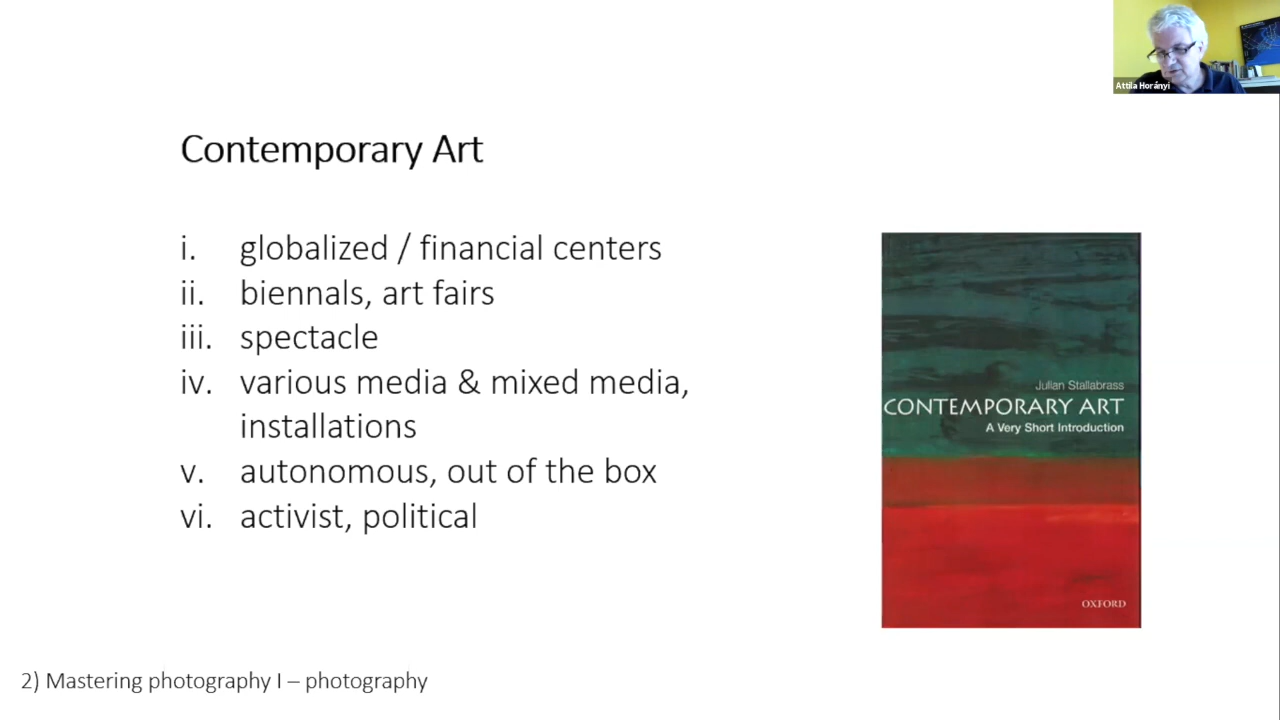 Attila Horányi
Contemporary Art
i. globalized / financial centers
ii. biennals, art fairs
iii. spectacle
iv. various media & mixed media,
installations
v. autonomous, out of the box
vi. activist, political
Julian Stallabrass
CONTEMPORARY ART
A Very Short Introduction
OXFORD
2) Mastering photography I – photography